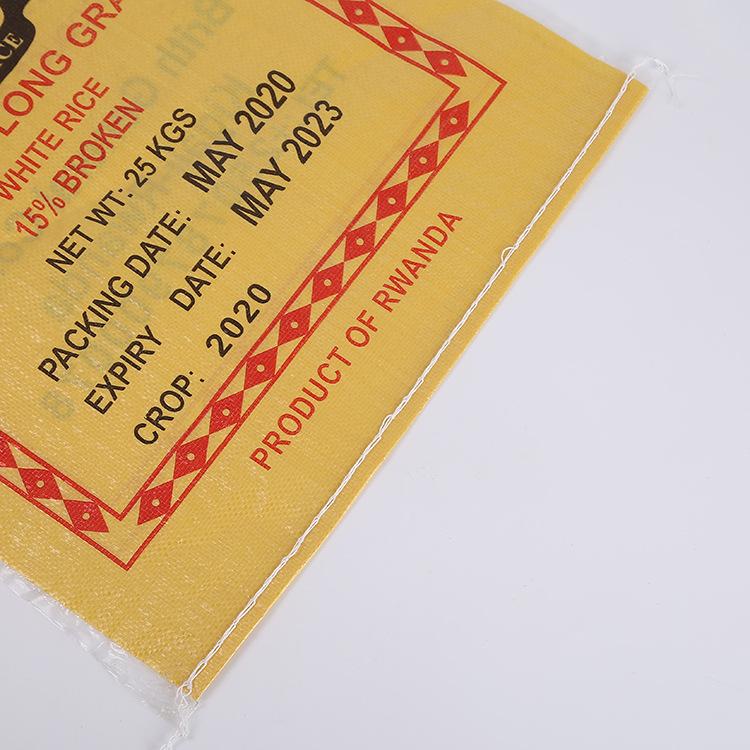 LONG GRA
WHITE RICE
15% BROKEN
NET WT: 25 KGS
PACKING DATE: MAY 2020
EXPIRY DATE: MAY 2023
CROP: 2020
PRODUCT OF RWANDA